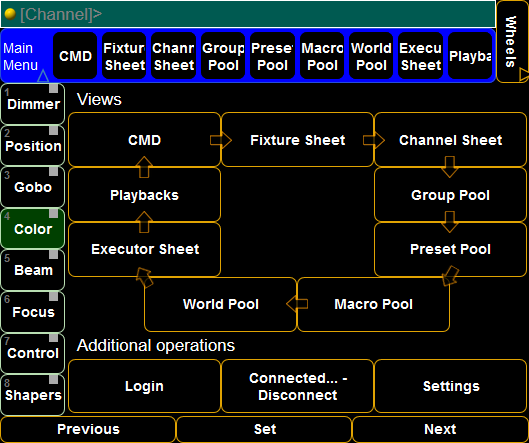 [Channel]>
Wheels
Main
Menu
CMD
Fixture
Sheet
Chann
Sheet
Group
Pool
Prese
Pool
Macro
Pool
World
Pool
Execu
Sheet
Playba
1
Dimmer
2
Position
3
Gobo
4
Color
5
Beam
6
Focus
7
Control
8
Shapers
Views
CMD
Fixture Sheet
Channel Sheet
Playbacks
Group Pool
Executor Sheet
Preset Pool
World Pool
Macro Pool
Additional operations
Login
Connected... -
Disconnect
Settings
Previous
Set
Next